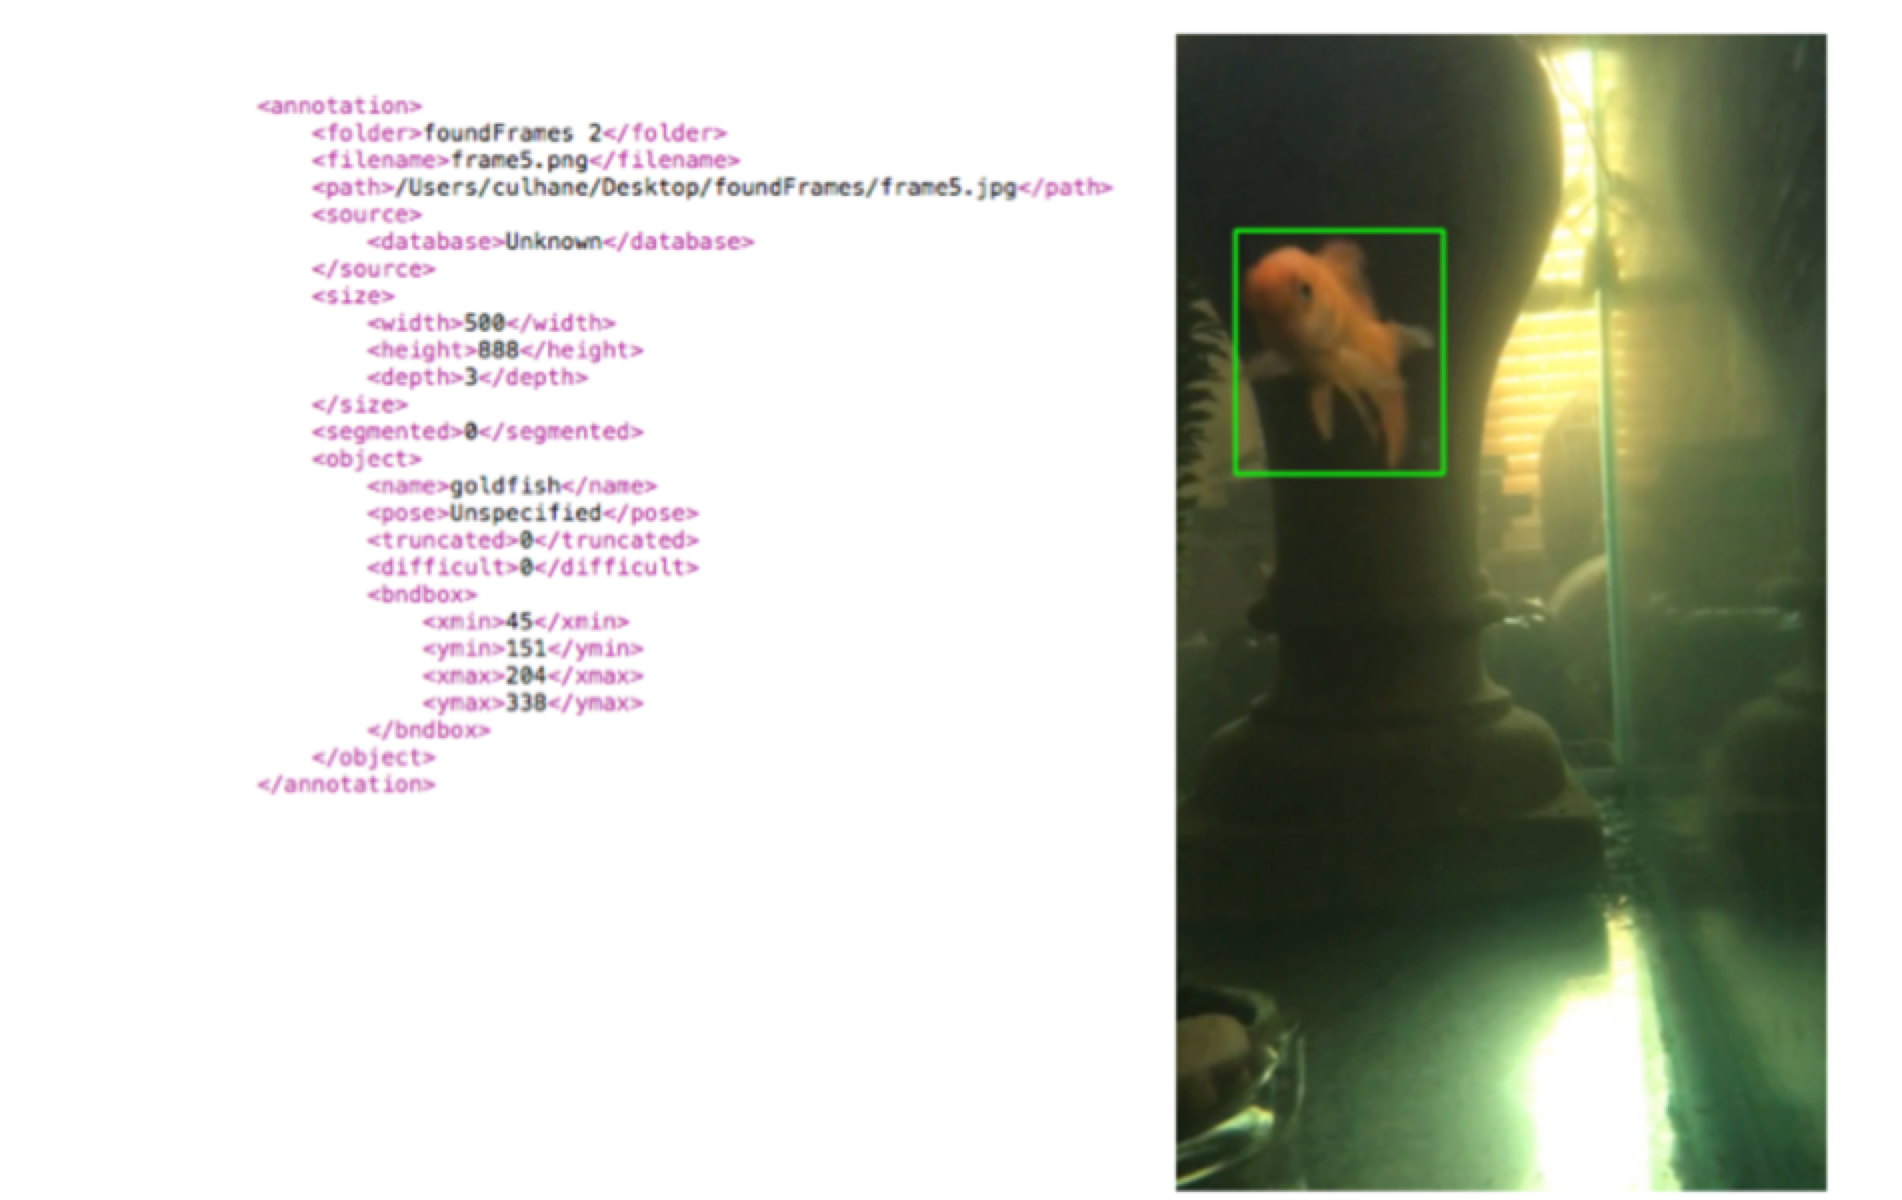 <annotation>
<folder>foundFrames 2</folder>
<filename>frame5.png</filename>
<path>/Users/culhane/Desktop/foundFrames/frame5.jpg</path>
<source>
<database>Unknown</database>
</source>
<size>
<width>500</width>
<height>888</height>
<depth>3</depth>
</size>
<segmented>0</segmented>
<object>
<name>goldfish</name>
<pose>Unspecified</pose>
<truncated>0</truncated>
<difficult>0</difficult>
<bndbox>
<xmin>45</xmin>
<ymin>151</ymin>
<xmax>204</xmax>
<ymax>338</ymax>
</bndbox>
</object>
</annotation>